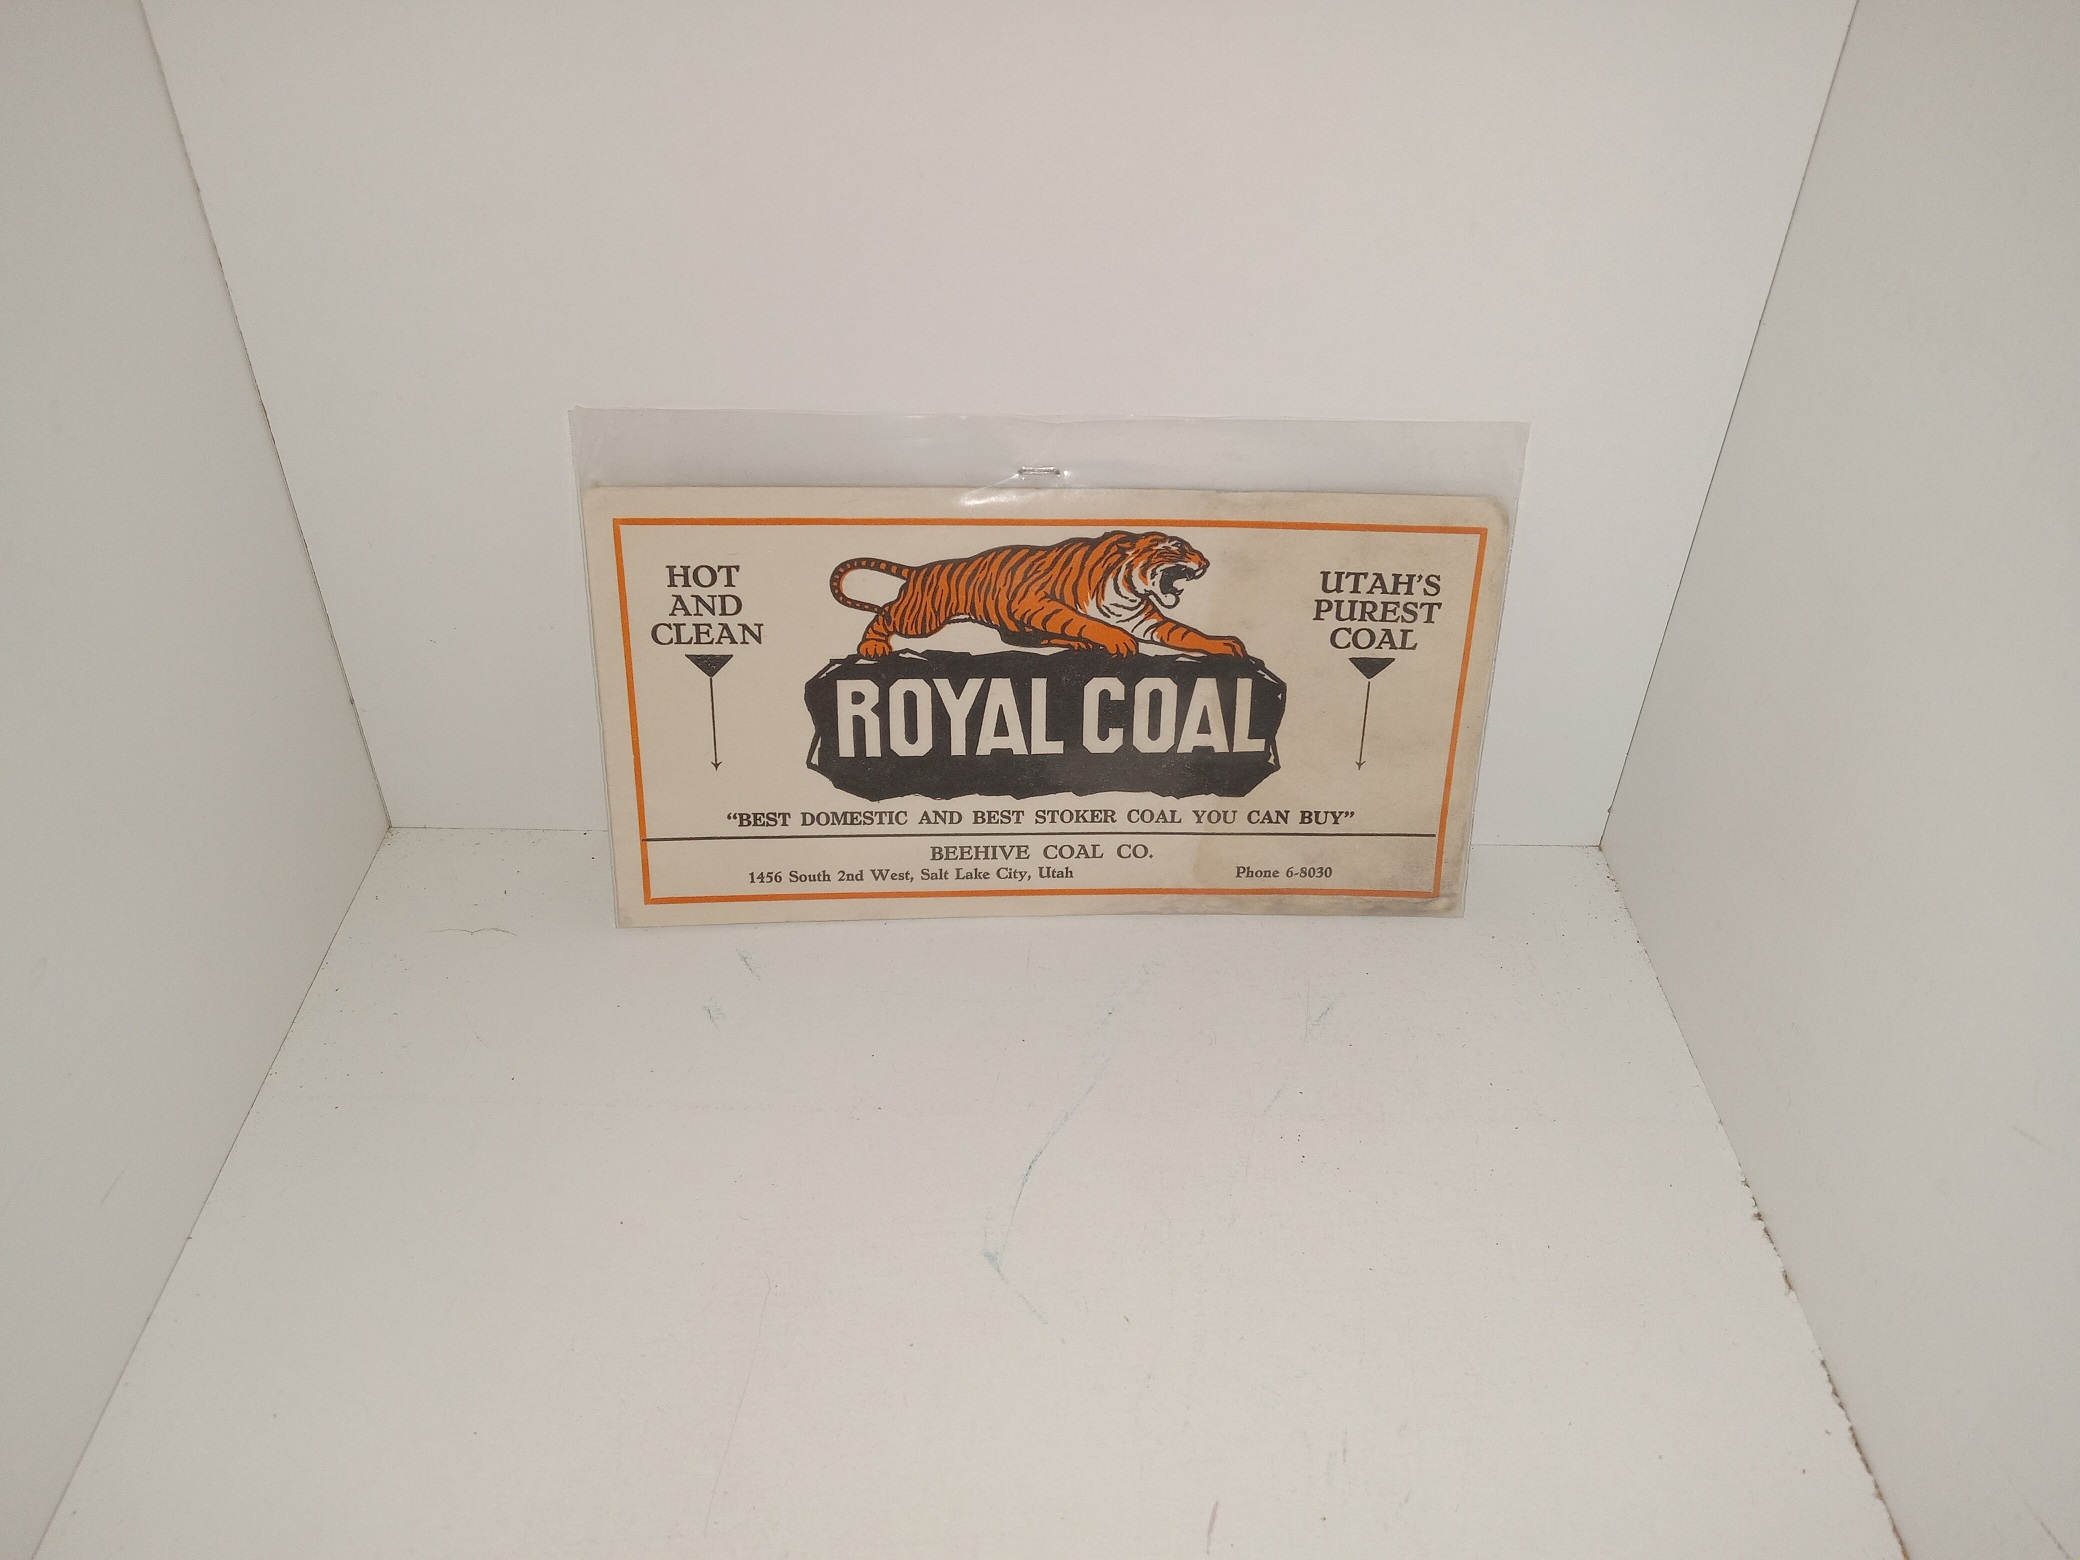 HOT
AND
CLEAN
UTAH'S
PUREST
COAL
ROYAL COAL
“BEST DOMESTIC AND BEST STOKER COAL YOU CAN BUY”
BEEHIVE COAL CO.
1456 South 2nd West, Salt Lake City, Utah Phone 6-8030